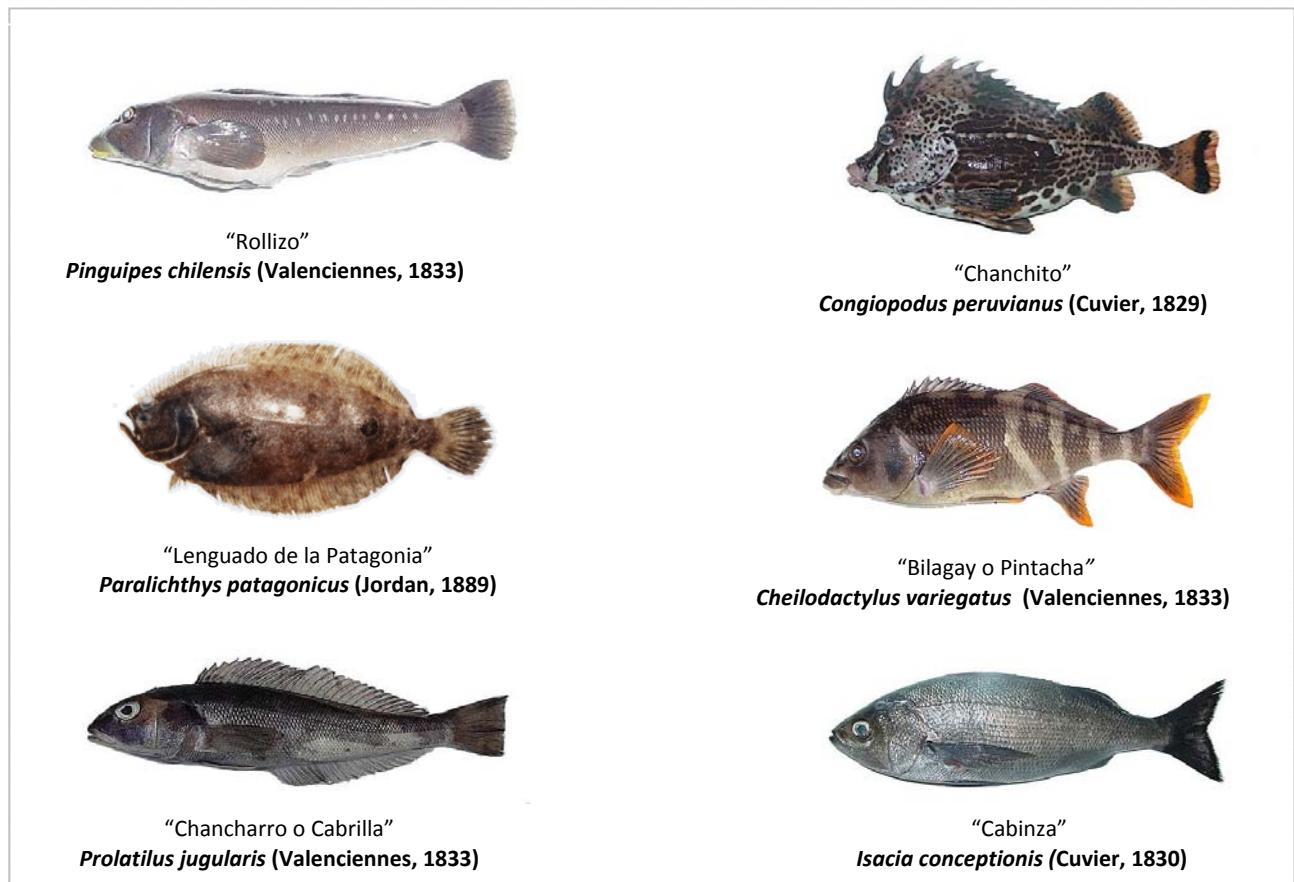 “Rollizo”
Pinguipes chilensis (Valenciennes, 1833)
“Chanchito”
Congiopodus peruvianus (Cuvier, 1829)
“Lenguado de la Patagonia”
Paralichthys patagonicus (Jordan, 1889)
“Bilagay o Pintacha”
Cheilodactylus variegatus (Valenciennes, 1833)
“Chancharro o Cabrilla”
Prolatilus jugularis (Valenciennes, 1833)
“Cabinza”
Isacia conceptionis (Cuvier, 1830)